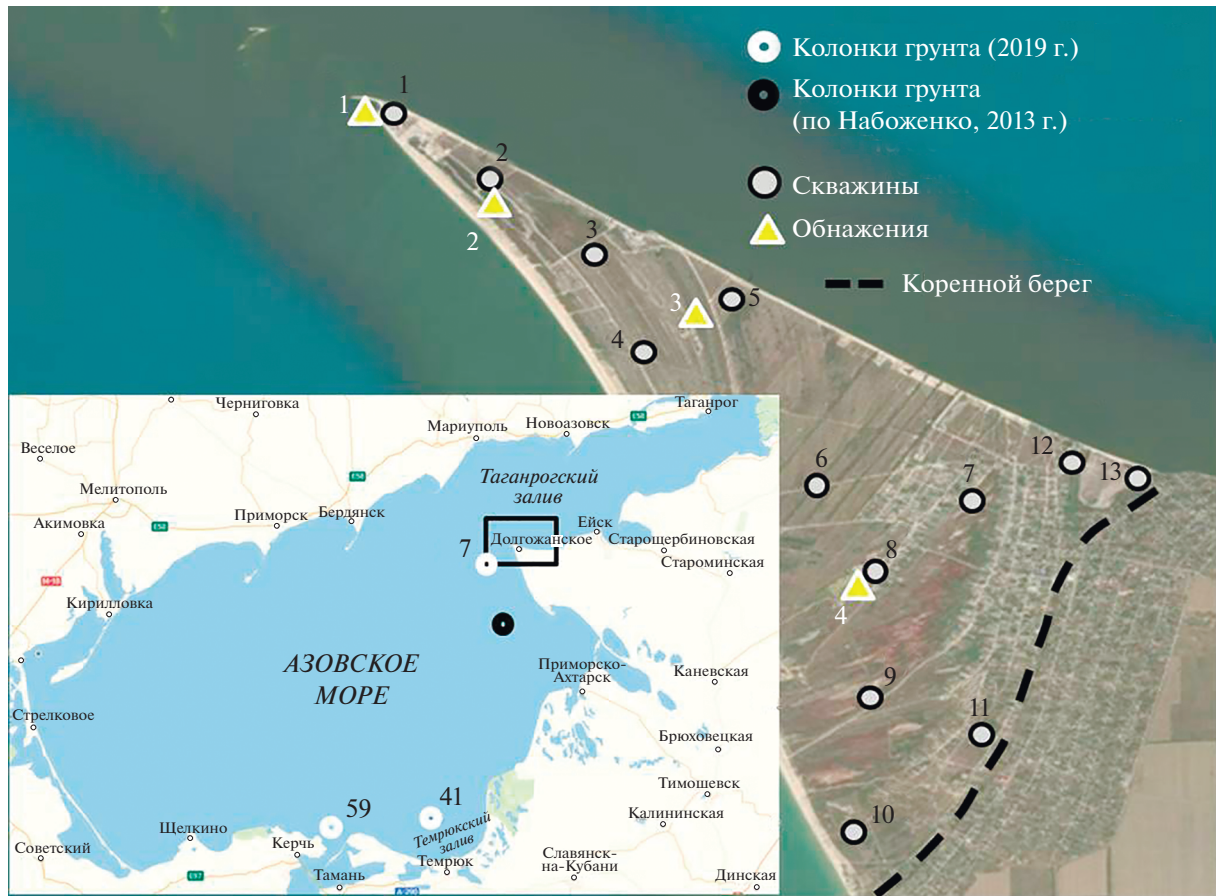 Колонки грунта (2019 г.)
Колонки грунта
(по Набоженко, 2013 г.)
Скважины
Обнажения
Коренной берег
1
1
2
2
3
5
3
4
6
7
12
13
8
4
9
11
10
Черниговка
Таганрог
Мариуполь
Новоазовск
Веселое
Таганрогский
залив
Мелитополь
Приморск
Бердянск
Акимовка
Ейск
Долгожанское
Старощербиновская
7
Староминская
Кирилловка
АЗОВСКОЕ
МОРЕ
Приморско-
Ахтарск
Каневская
Стрелковое
Брюховецкая
Тимошевск
59
41
Калининская
Щелкино
Темрюкский
залив
Керчь
Советский
Темрюк
Славянск-
на-Кубани
Тамань
Динская